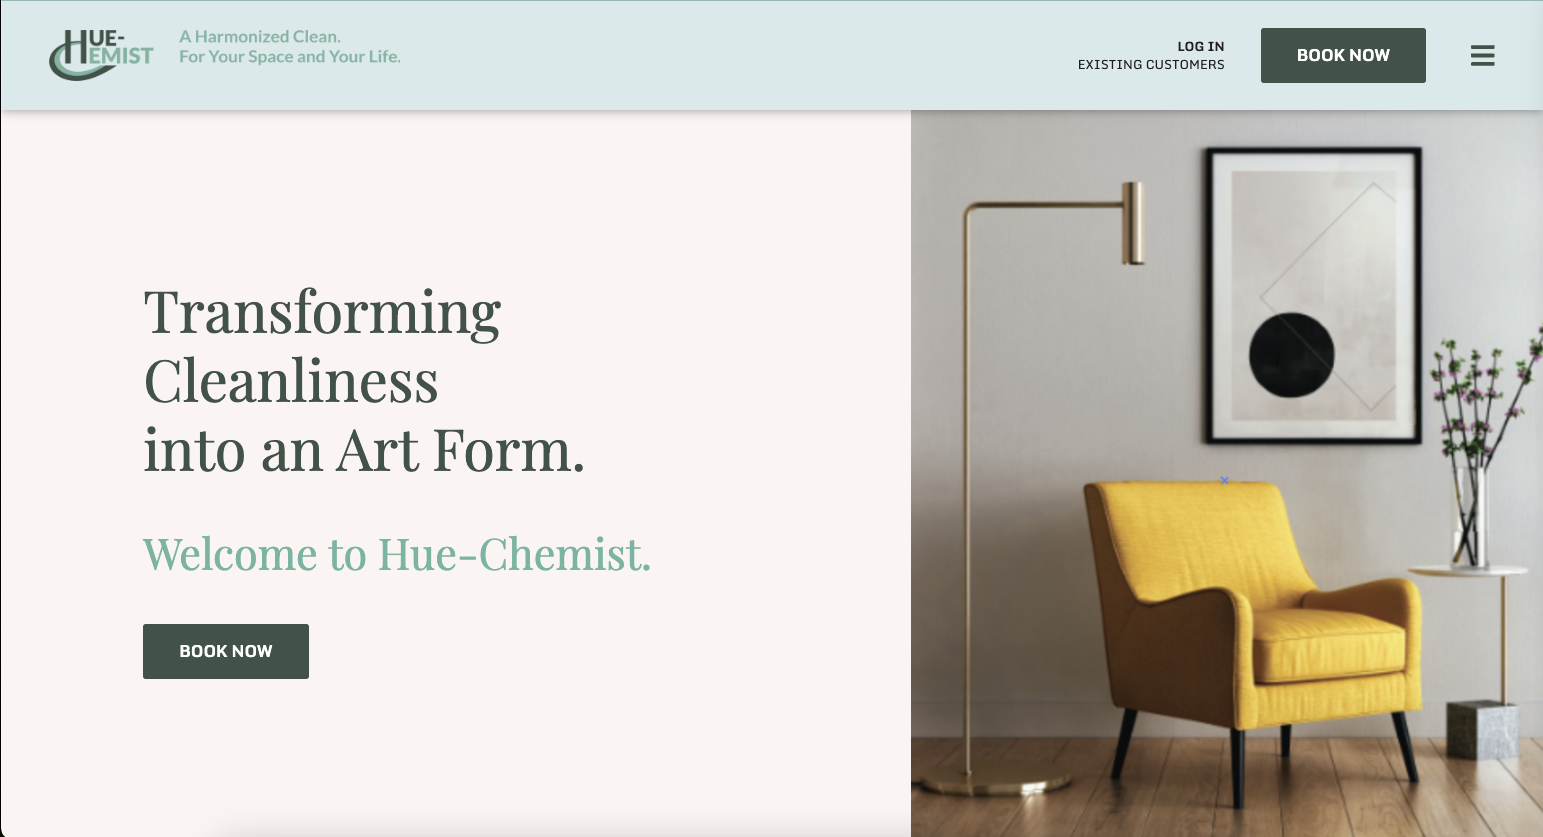 HUE-
EMIST
A Harmonized Clean.
For Your Space and Your Life.
LOG IN
EXISTING CUSTOMERS
BOOK NOW
Transforming
Cleanliness
into an Art Form.
Welcome to Hue-Chemist.
BOOK NOW